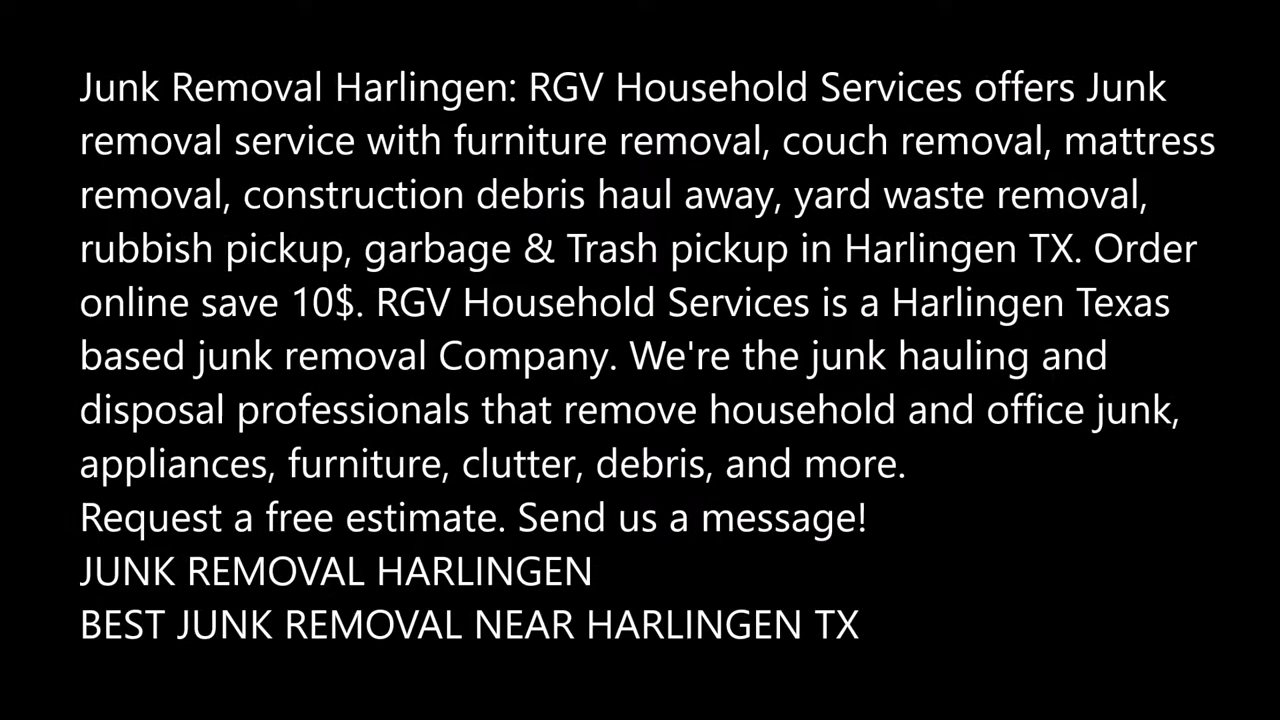 Junk Removal Harlingen: RGV Household Services offers Junk
removal service with furniture removal, couch removal, mattress
removal, construction debris haul away, yard waste removal,
rubbish pickup, garbage & Trash pickup in Harlingen TX. Order
online save 10$. RGV Household Services is a Harlingen Texas
based junk removal Company. We're the junk hauling and
disposal professionals that remove household and office junk,
appliances, furniture, clutter, debris, and more.
Request a free estimate. Send us a message!
JUNK REMOVAL HARLINGEN
BEST JUNK REMOVAL NEAR HARLINGEN TX